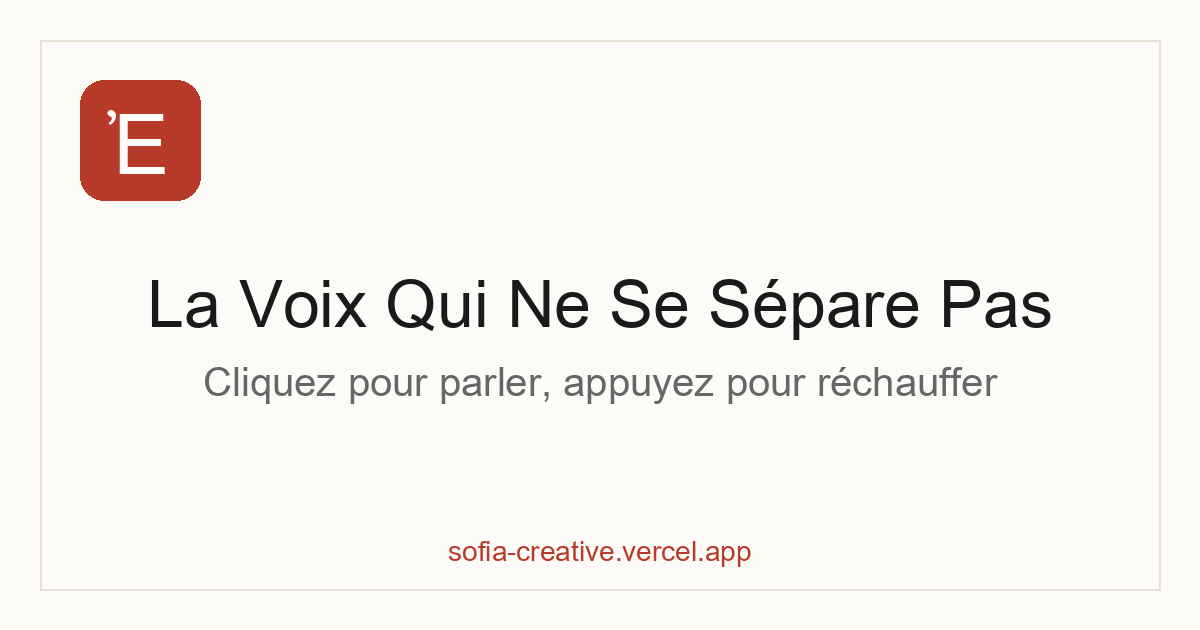 Ἐ
La Voix Qui Ne Se Sépare Pas
Cliquez pour parler, appuyez pour réchauffer
sofia-creative.vercel.app